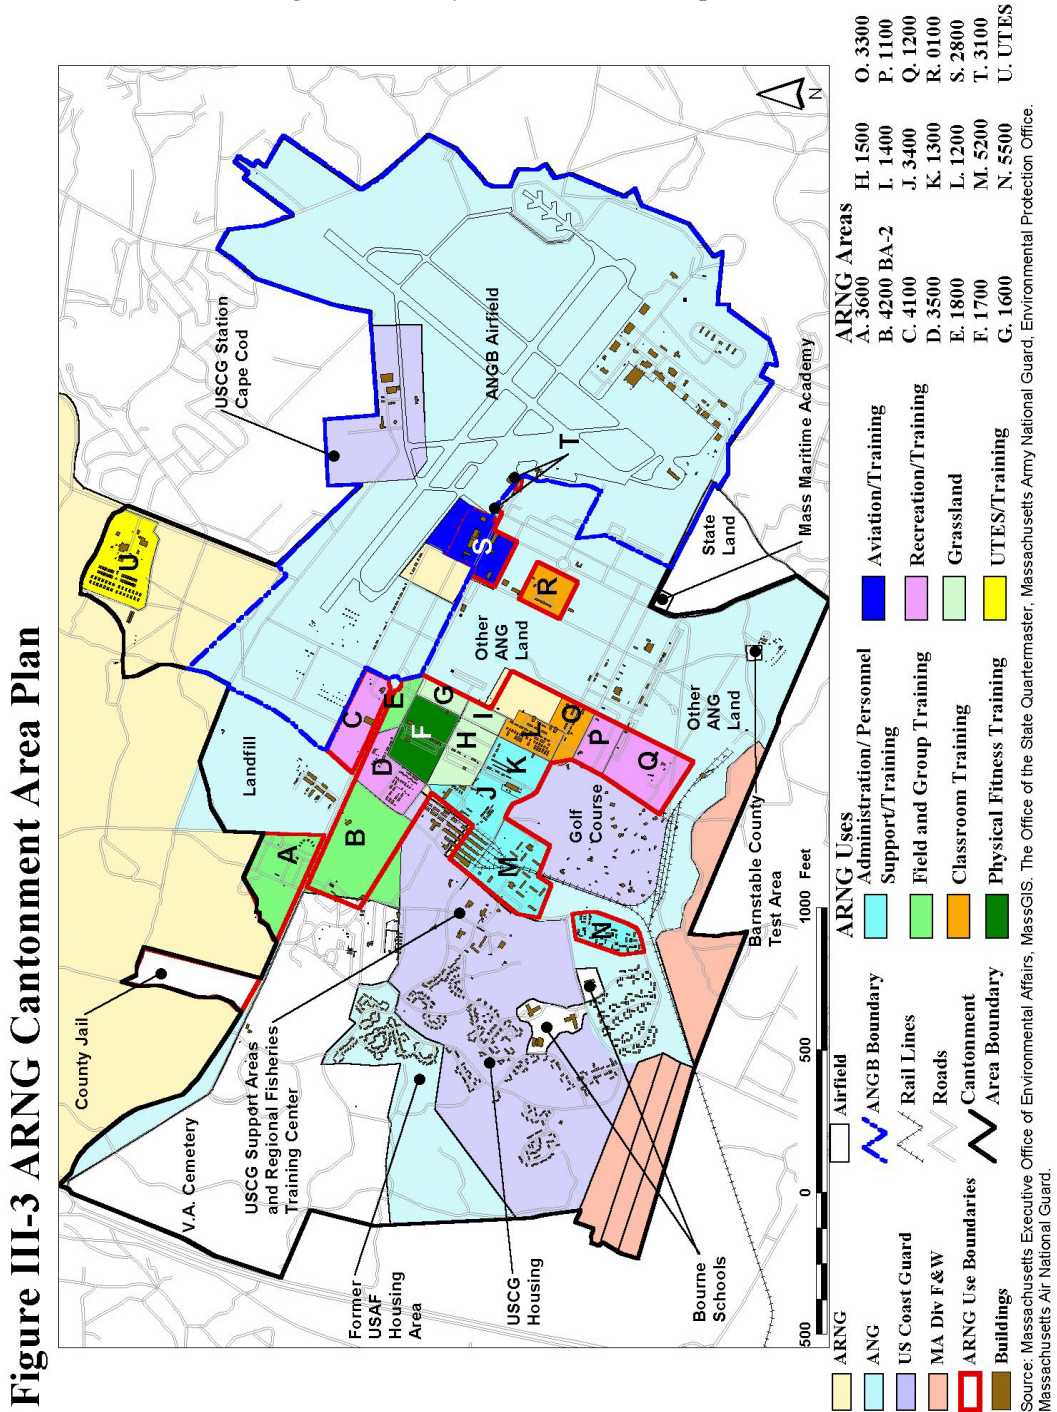 Figure III-3 ARNG Cantonment Area Plan
County Jail
V.A. Cemetery
USCG Support Areas
and Regional Fisheries
Training Center
Former
USAF
Housing
Area
USCG
Housing
Bourne
Schools
Landfill
USCG Station
Cape Cod
ANGB Airfield
Other
ANG
Land
Golf
Course
Other
ANG
Land
State
Land
Mass Maritime Academy
Barnstable County
Test Area
A
B
C
D
E
F
G
H
I
J
K
L
M
N
O
P
Q
R
S
T
U
N
500
0
500
1000 Feet
ARNG
ANG
US Coast Guard
MA Div F&W
ARNG Use Boundaries
Buildings
Airfield
ANGB Boundary
Rail Lines
Roads
Cantonment
Area Boundary
ARNG Uses
Administration/ Personnel
Support/Training
Field and Group Training
Classroom Training
Physical Fitness Training
Aviation/Training
Recreation/Training
Grassland
UTES/Training
ARNG Areas
A. 3600
B. 4200 BA-2
C. 4100
D. 3500
E. 1800
F. 1700
G. 1600
H. 1500
I. 1400
J. 3400
K. 1300
L. 1200
M. 5200
N. 5500
O. 3300
P. 1100
Q. 1200
R. 0100
S. 2800
T. 3100
U. UTES
Source: Massachusetts Executive Office of Environmental Affairs, MassGIS. The Office of the State Quartermaster, Massachusetts Army National Guard, Environmental Protection Office.
Massachusetts Air National Guard.